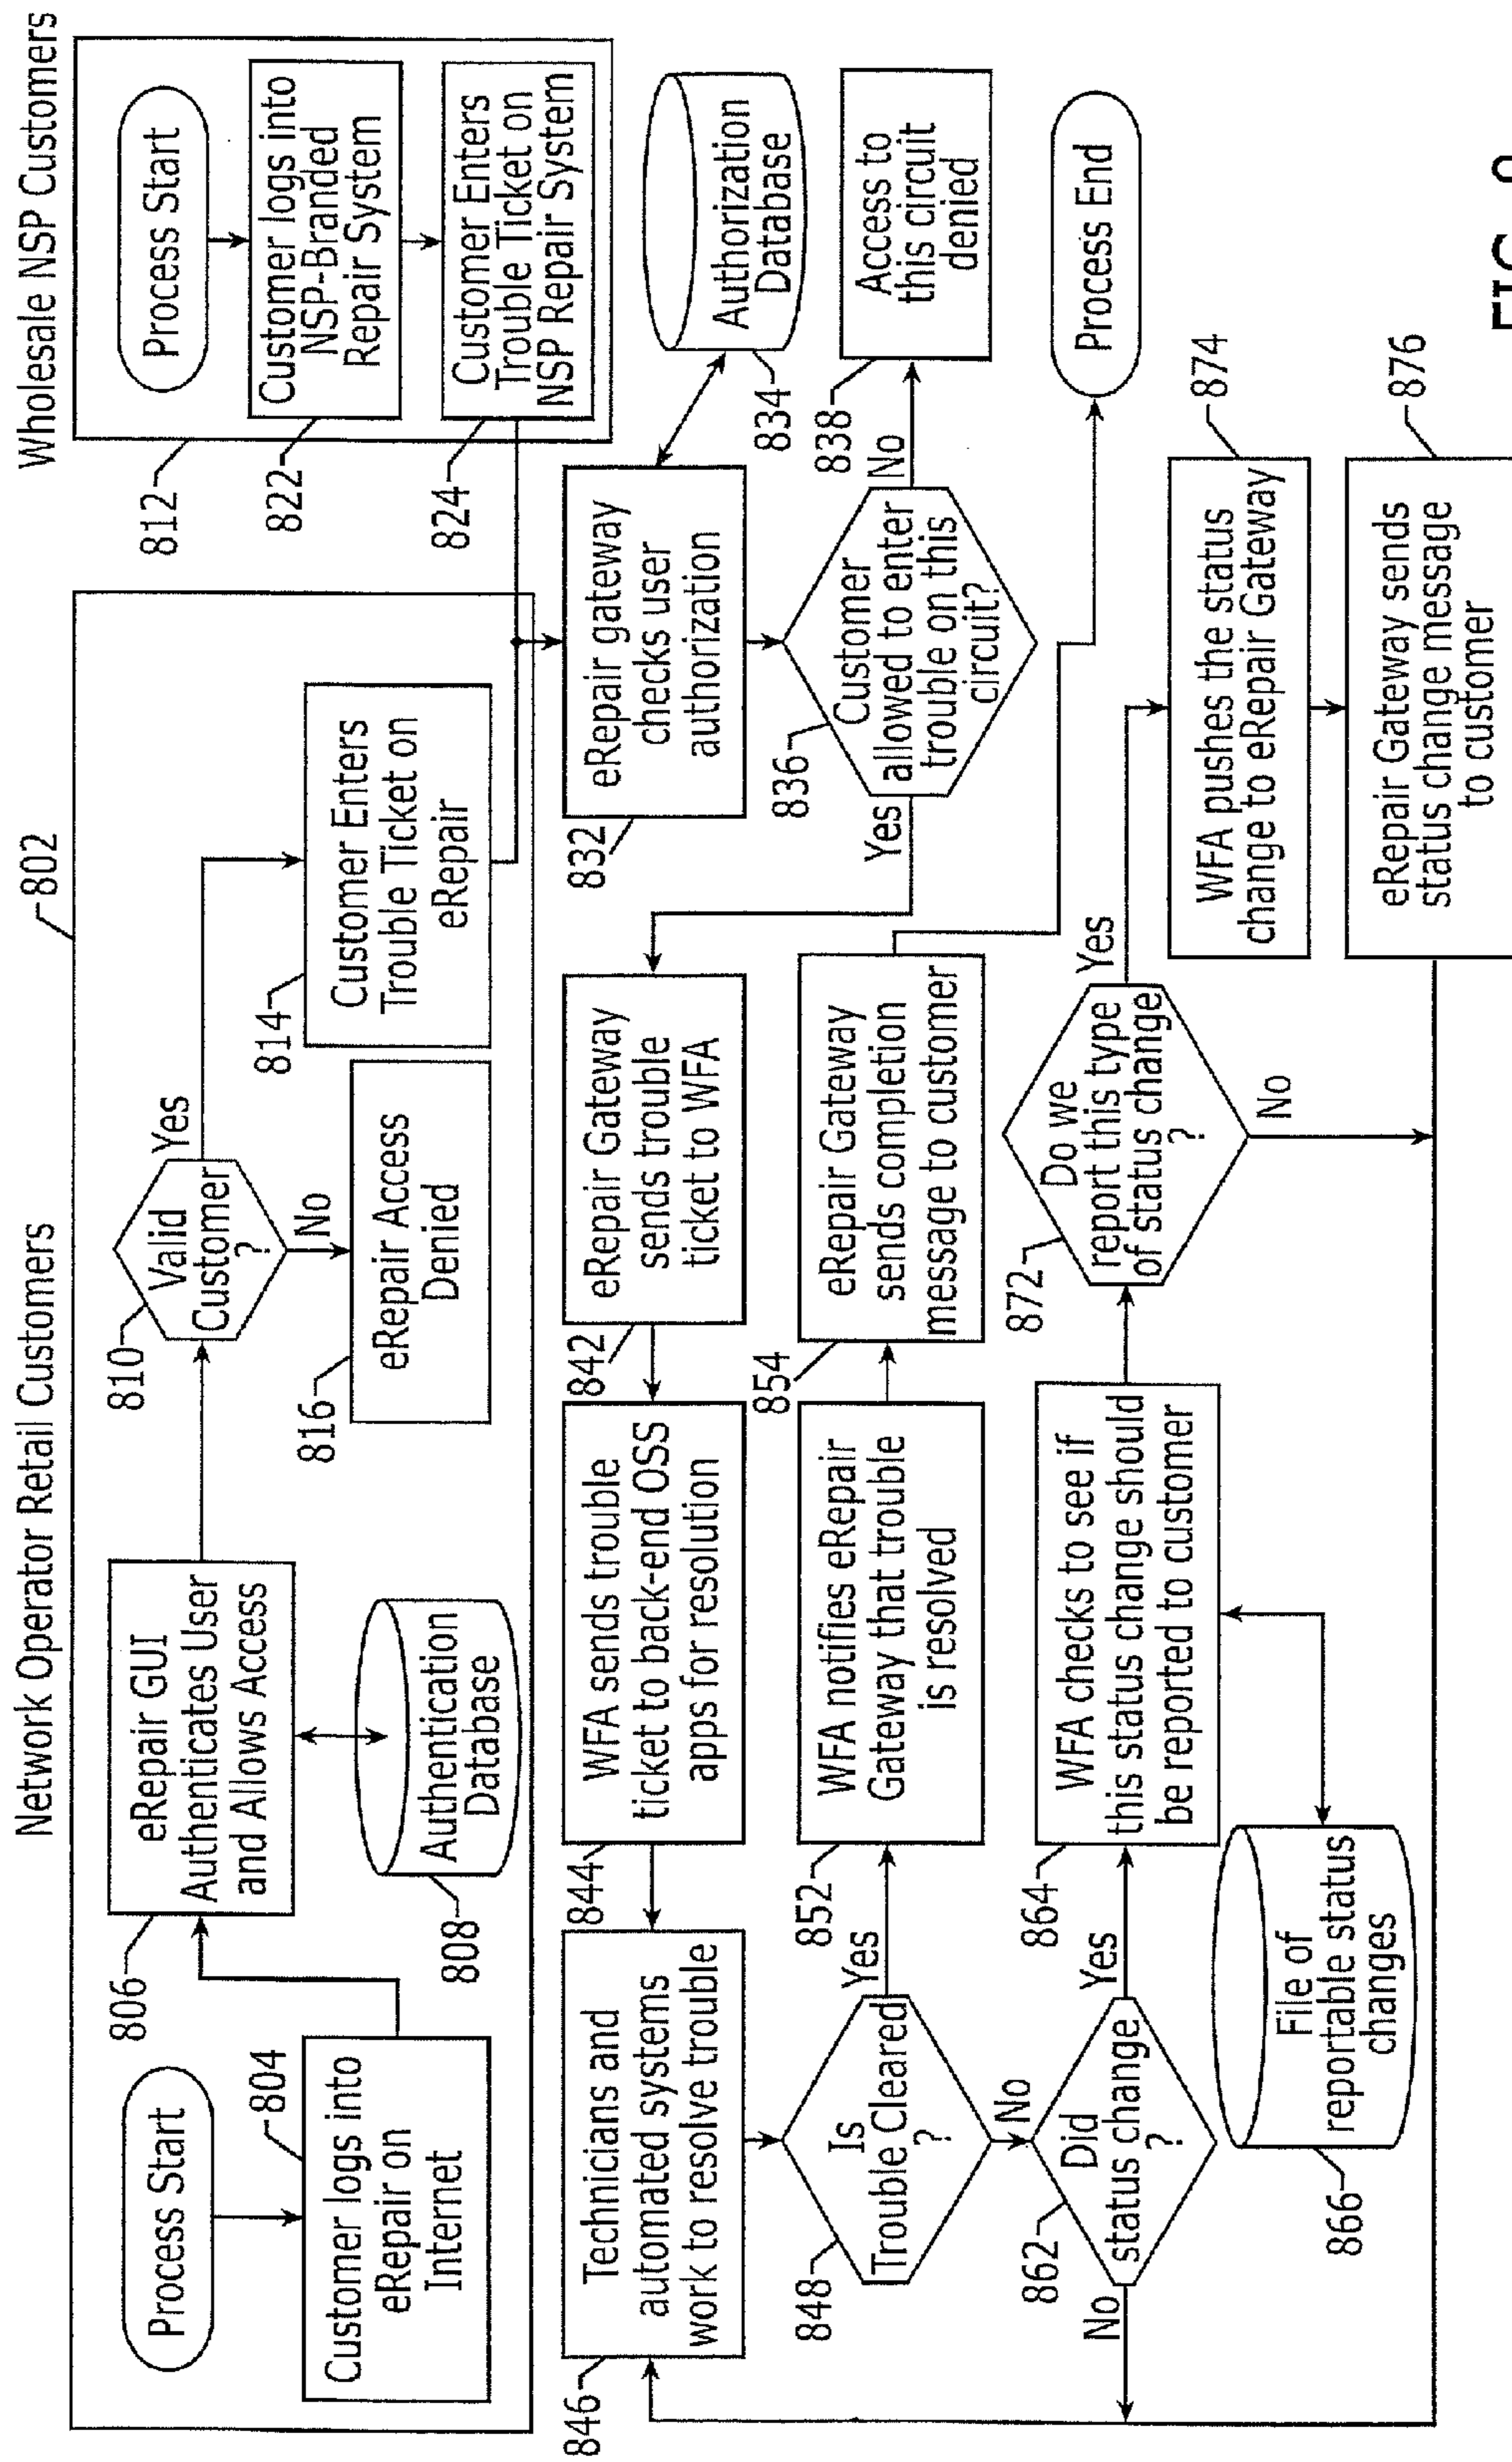 Network Operator Retail Customers
802
Process Start
804
Customer logs into
eRepair on
Internet
806
eRepair GUI
Authenticates User
and Allows Access
808
Authentication
Database
810
Valid
Customer
?
Yes
No
816
eRepair Access
Denied
814
Customer Enters
Trouble Ticket on
eRepair
Wholesale NSP Customers
812
Process Start
822
Customer logs into
NSP-Branded
Repair System
824
Customer Enters
Trouble Ticket on
NSP Repair System
832
eRepair gateway
checks user
authorization
834
Authorization
Database
836
Customer
allowed to enter
trouble on this
circuit?
Yes
No
838
Access to
this circuit
denied
842
eRepair Gateway
sends trouble
ticket to WFA
844
WFA sends trouble
ticket to back-end OSS
apps for resolution
846
Technicians and
automated systems
work to resolve trouble
848
Is
Trouble Cleared
?
Yes
No
852
WFA notifies eRepair
Gateway that trouble
is resolved
854
eRepair Gateway
sends completion
message to customer
Process End
862
Did
status change
?
No
Yes
864
WFA checks to see if
this status change should
be reported to customer
866
File of
reportable status
changes
872
Do we
report this type
of status change
?
Yes
No
874
WFA pushes the status
change to eRepair Gateway
876
eRepair Gateway sends
status change message
to customer
FIG.